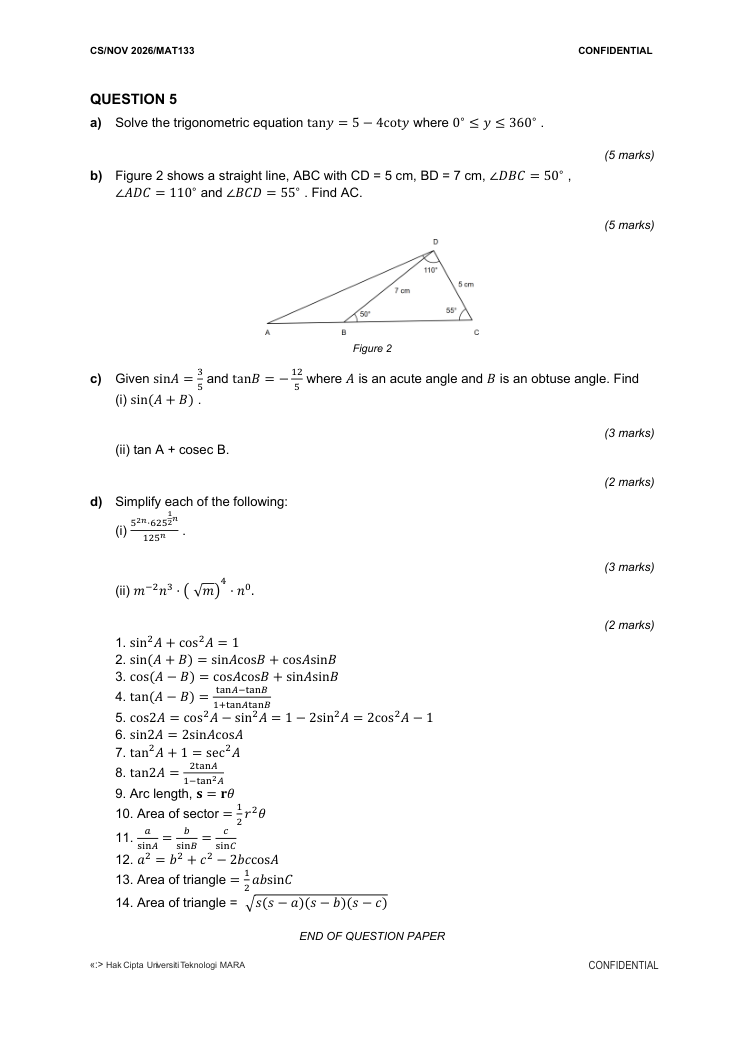 CS/NOV 2026/MAT133 CONFIDENTIAL
QUESTION 5
a) Solve the trigonometric equation tany = 5 − 4coty where 0° ≤ y ≤ 360° .
(5 marks)
b) Figure 2 shows a straight line, ABC with CD = 5 cm, BD = 7 cm, ∠DBC = 50° ,
∠ADC = 110° and ∠BCD = 55° . Find AC.
(5 marks)
D
110°
7 cm
5 cm
50°
55°
A B C
Figure 2
c) Given sinA = 3/5 and tanB = −12/5 where A is an acute angle and B is an obtuse angle. Find
(i) sin(A + B) .
(3 marks)
(ii) tan A + cosec B.
(2 marks)
d) Simplify each of the following:
(i) (5^{2n}·625^{½n})/125^n .
(3 marks)
(ii) m⁻²n³ · (√m)⁴ · n⁰.
(2 marks)
1. sin²A + cos²A = 1
2. sin(A + B) = sinAcosB + cosAsinB
3. cos(A − B) = cosAcosB + sinAsinB
4. tan(A − B) = (tanA−tanB)/(1+tanAtanB)
5. cos2A = cos²A − sin²A = 1 − 2sin²A = 2cos²A − 1
6. sin2A = 2sinAcosA
7. tan²A + 1 = sec²A
8. tan2A = 2tanA/(1−tan²A)
9. Arc length, s = rθ
10. Area of sector = ½r²θ
11. a/sinA = b/sinB = c/sinC
12. a² = b² + c² − 2bccosA
13. Area of triangle = ½absinC
14. Area of triangle = √(s(s − a)(s − b)(s − c))
END OF QUESTION PAPER
«:> Hak Cipta Universiti Teknologi MARA CONFIDENTIAL